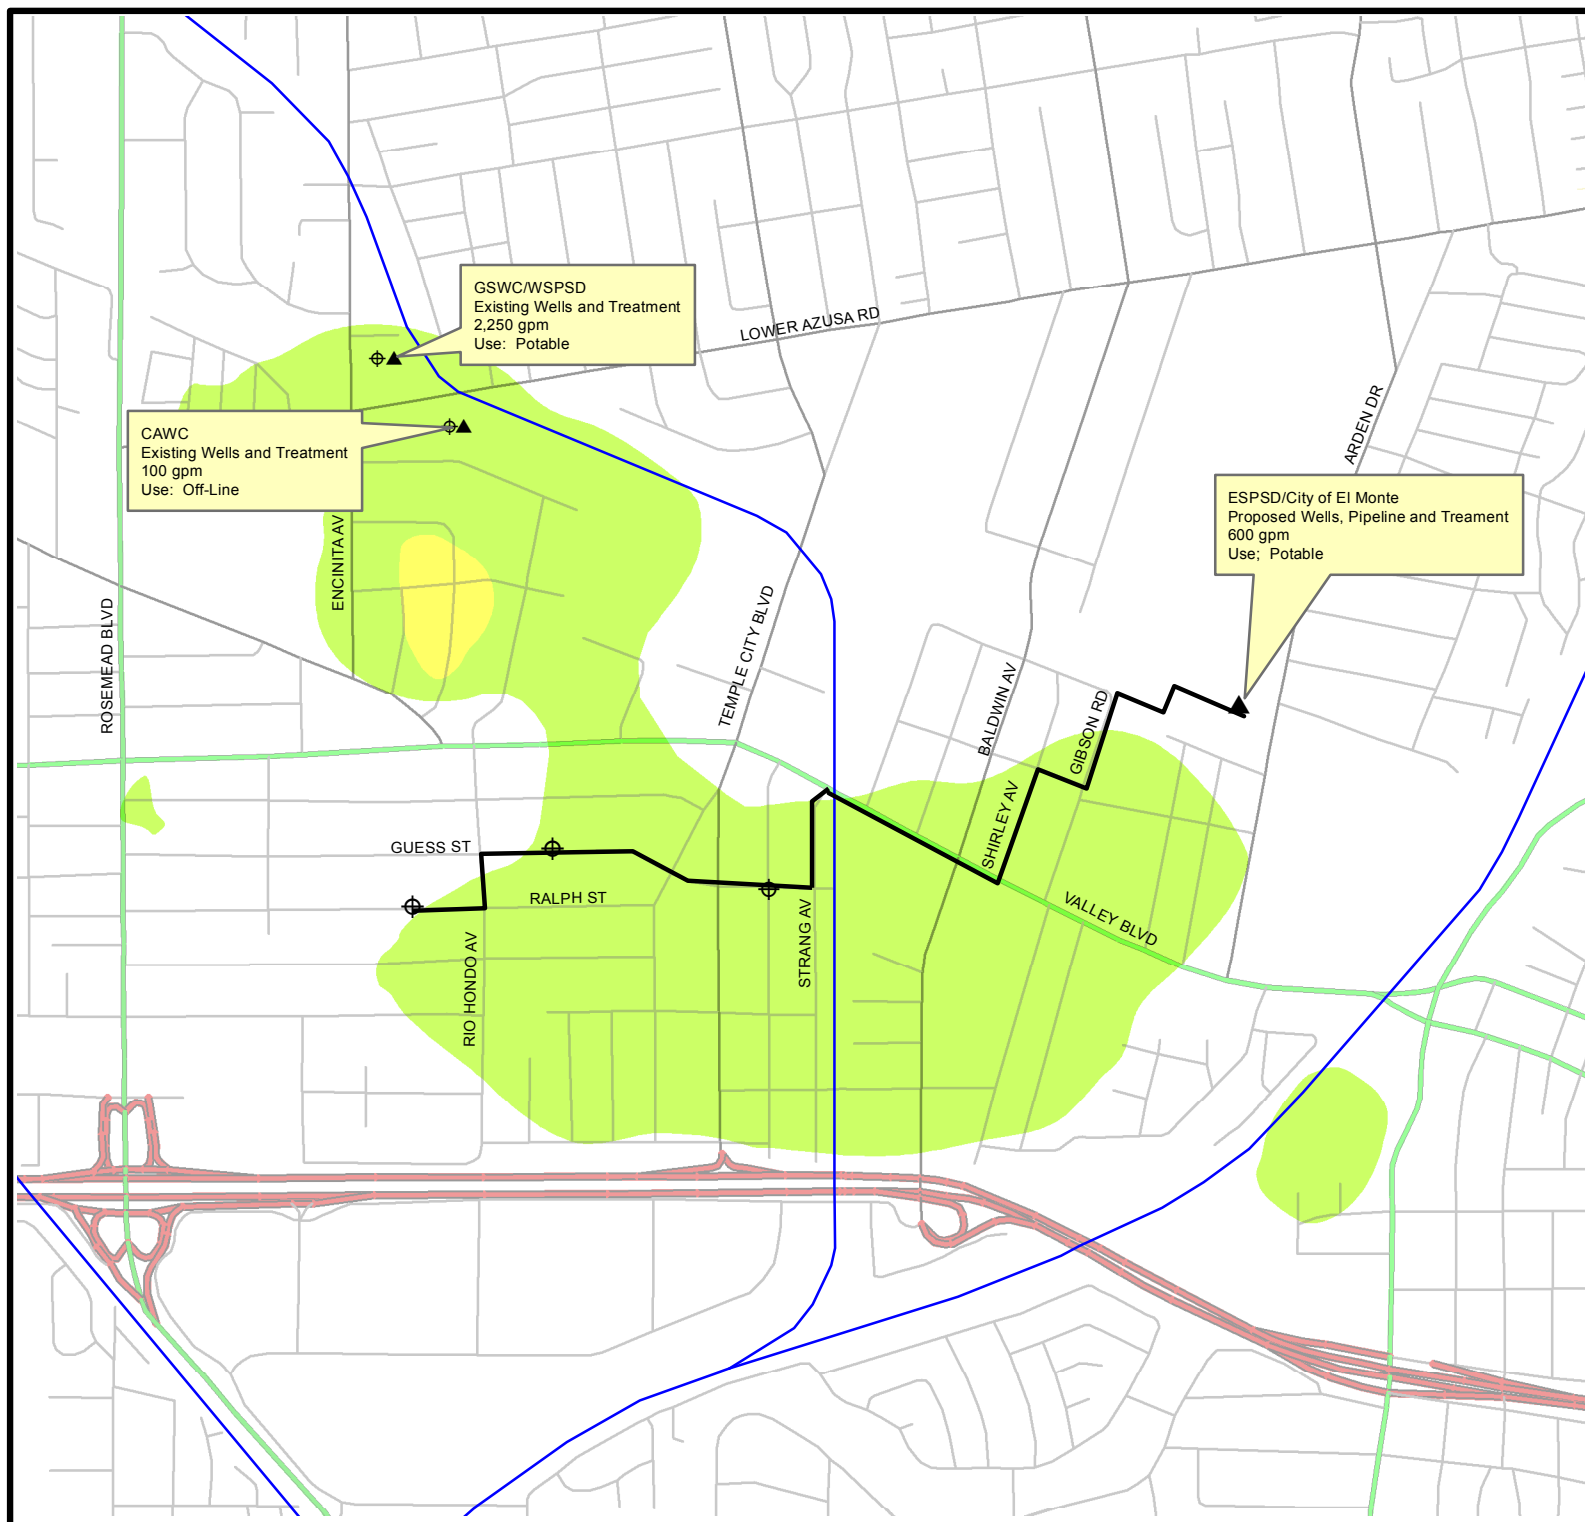 GSWC/WSPSD
Existing Wells and Treatment
2,250 gpm
Use: Potable
LOWER AZUSA RD
CAWC
Existing Wells and Treatment
100 gpm
Use: Off-Line
ARDEN DR
ESPSD/City of El Monte
Proposed Wells, Pipeline and Treament
600 gpm
Use; Potable
ENCINITA AV
ROSEMEAD BLVD
TEMPLE CITY BLVD
BALDWIN AV
GIBSON RD
SHIRLEY AV
GUESS ST
RALPH ST
STRANG AV
VALLEY BLVD
RIO HONDO AV